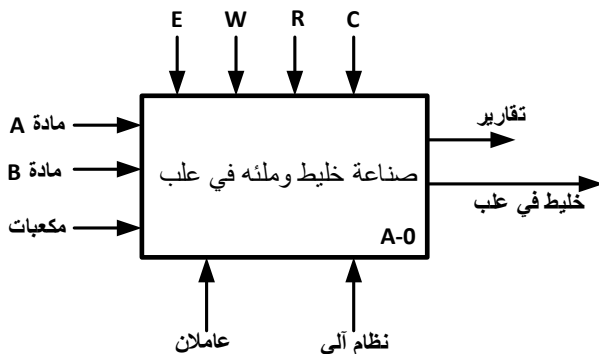 E W R C
مادة A
مادة B
مكعبات
صناعة خليط وملئه في علب
A-0
تقارير
خليط في علب
عاملان
نظام آلي